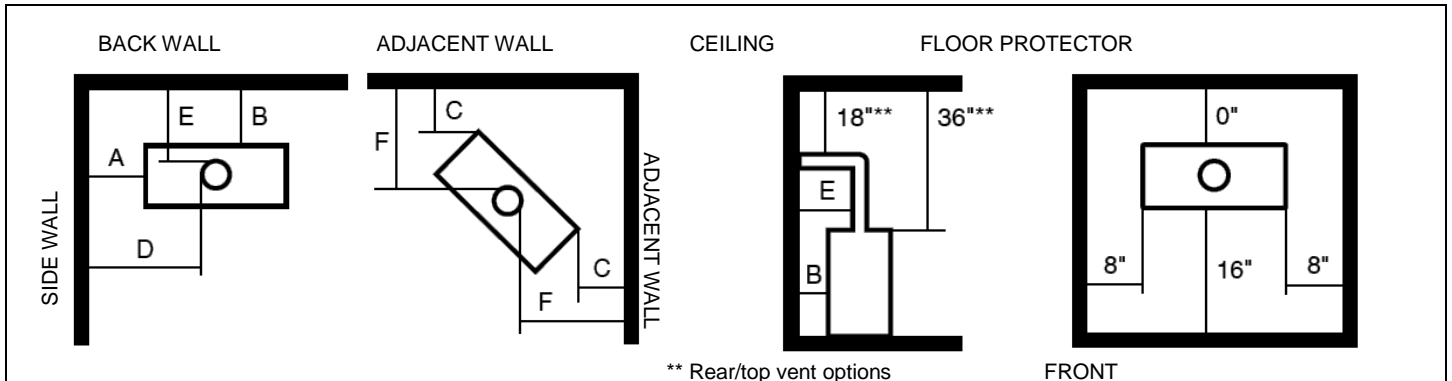 BACK WALL
ADJACENT WALL
CEILING
FLOOR PROTECTOR
E
B
A
D
SIDE WALL
C
F
C
F
ADJACENT WALL
18"**
36"**
E
B
0"
8"
16"
8"
** Rear/top vent options
FRONT